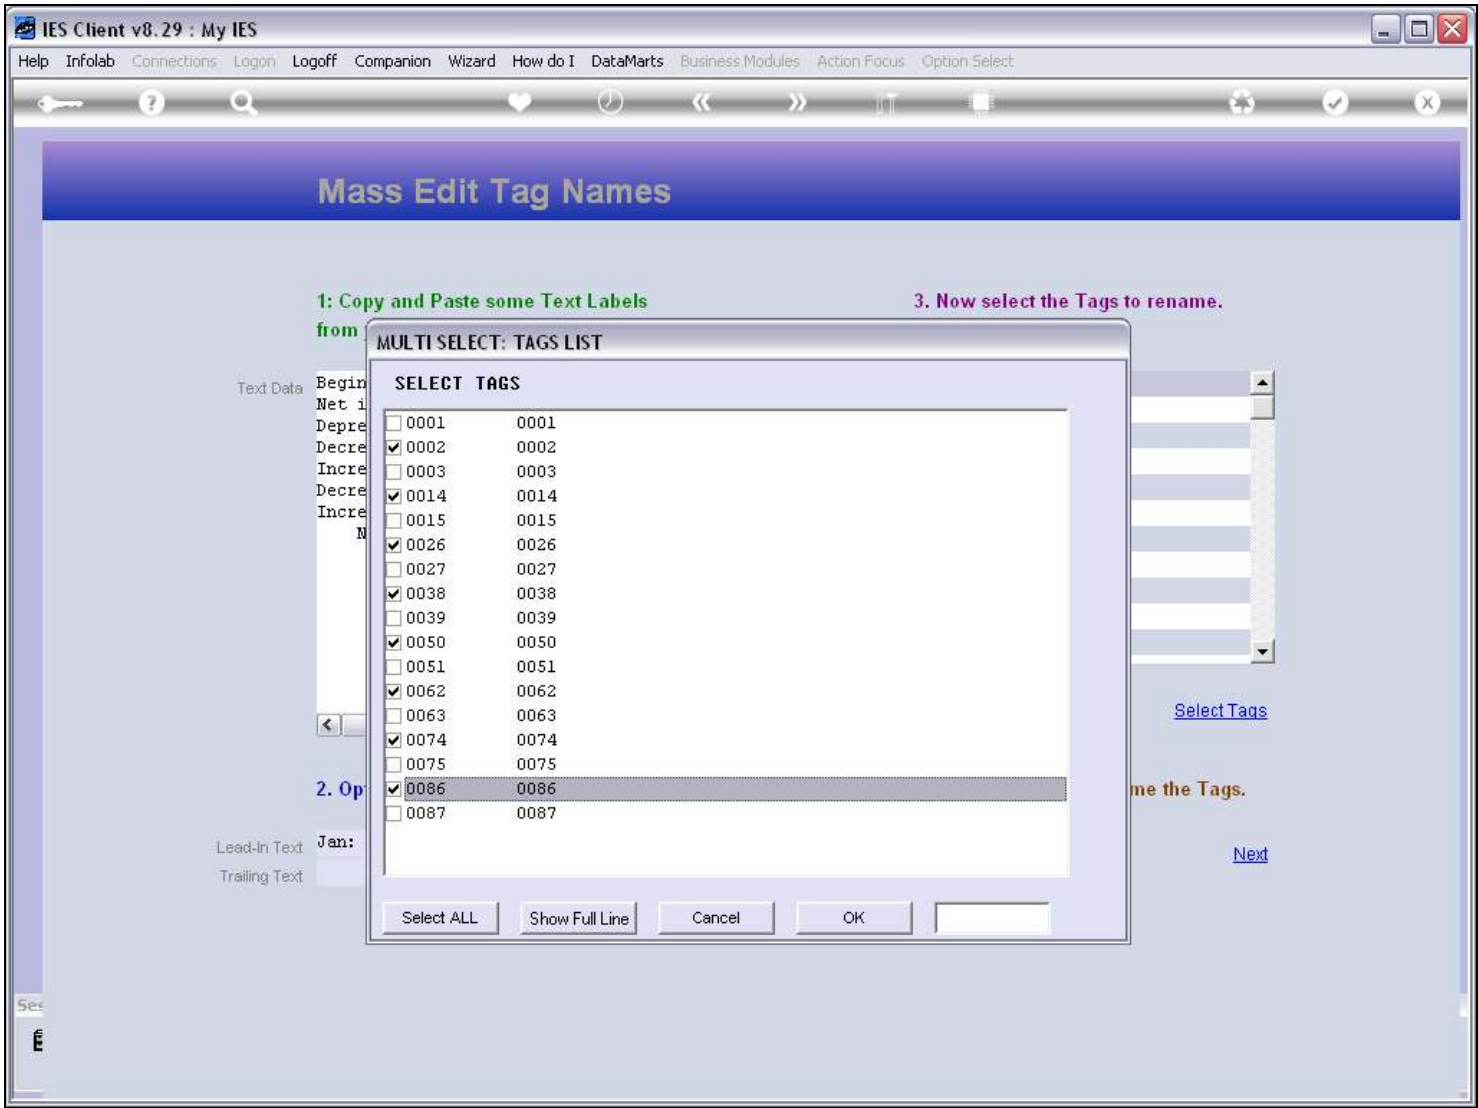 IES Client v8.29 : My IES
Help Infolab Connections Logon Logoff Companion Wizard How do I DataMarts Business Modules Action Focus Option Select
Mass Edit Tag Names
1: Copy and Paste some Text Labels
from
3. Now select the Tags to rename.
Text Data
Begin
Net i
Depre
Decre
Incre
Decre
Incre
N
MULTI SELECT: TAGS LIST
SELECT TAGS
0001 0001
0002 0002
0003 0003
0014 0014
0015 0015
0026 0026
0027 0027
0038 0038
0039 0039
0050 0050
0051 0051
0062 0062
0063 0063
0074 0074
0075 0075
0086 0086
0087 0087
Select ALL Show Full Line Cancel OK
Select Tags
2. Op
me the Tags.
Lead-In Text Jan:
Next
Trailing Text
Ses